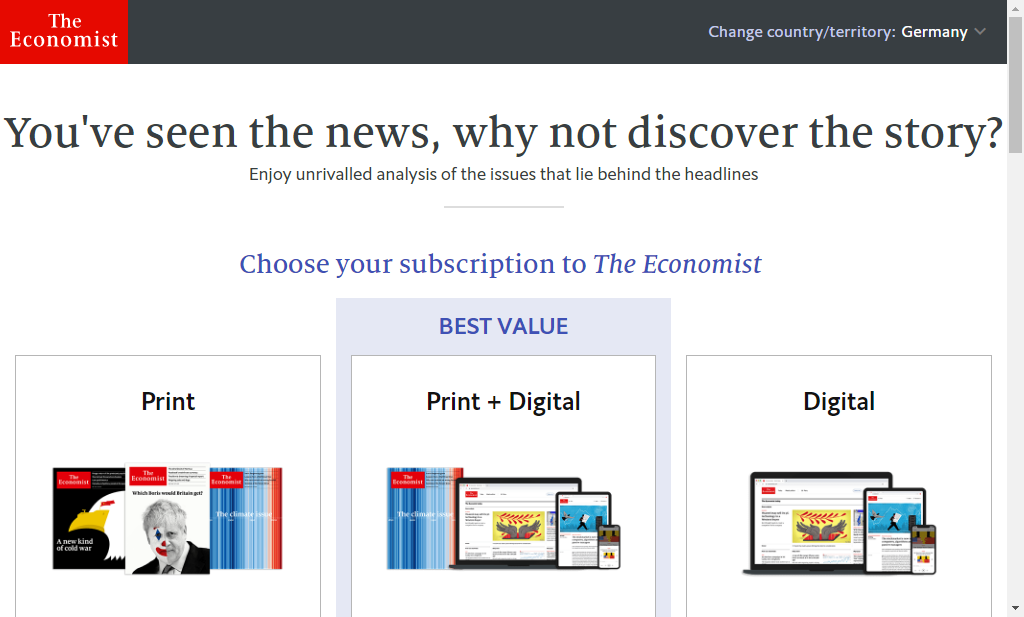 The
Economist
Change country/territory: Germany
You've seen the news, why not discover the story?
Enjoy unrivalled analysis of the issues that lie behind the headlines
Choose your subscription to The Economist
BEST VALUE
Print
Print + Digital
Digital
The
Economist
A new kind
of cold war
The
Economist
Which Boris would Britain get?
The
Economist
The climate issue
The
Economist
The climate issue